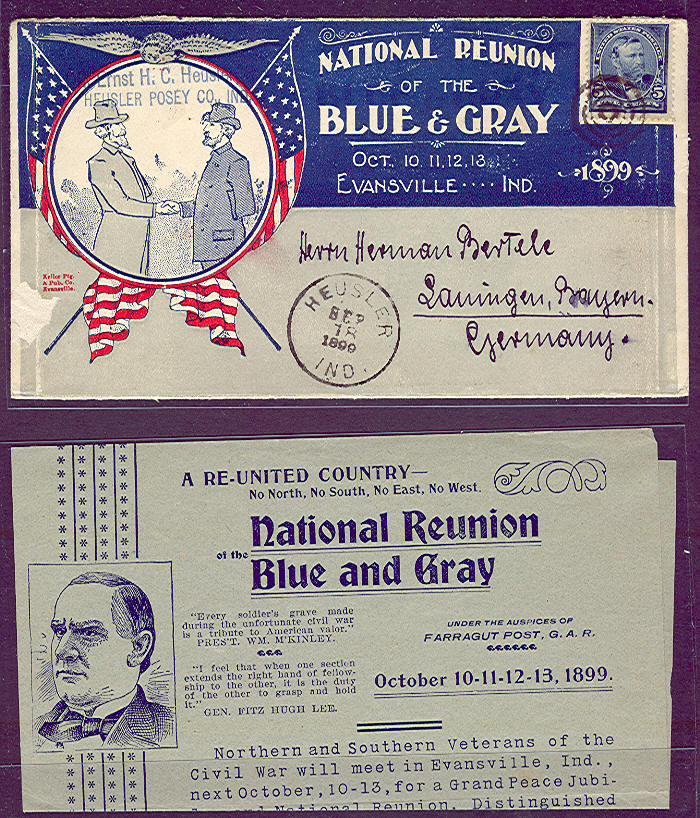 Ernst H. C. Heusler
HEUSLER POSEY CO. IND.
NATIONAL REUNION
OF THE
BLUE & GRAY
OCT. 10, 11, 12, 13.
1899
EVANSVILLE ···· IND.
5
Keller Ptg.
& Pub. Co.
Evansville.
Herrn Herman Bertele
Lauingen, Bayern.
Germany.
HEUSLER
SEP
18
1899
IND.
A RE-UNITED COUNTRY—
No North, No South, No East, No West.
National Reunion
of the
Blue and Gray
"Every soldier's grave made
during the unfortunate civil war
is a tribute to American valor."
PRES'T. WM. M'KINLEY.
"I feel that when one section
extends the right hand of fellow-
ship to the other, it is the duty
of the other to grasp and hold
it."
GEN. FITZ HUGH LEE.
UNDER THE AUSPICES OF
FARRAGUT POST, G. A. R.
October 10-11-12-13, 1899.
Northern and Southern Veterans of the
Civil War will meet in Evansville, Ind.,
next October, 10-13, for a Grand Peace Jubi-
National Reunion. Distinguished